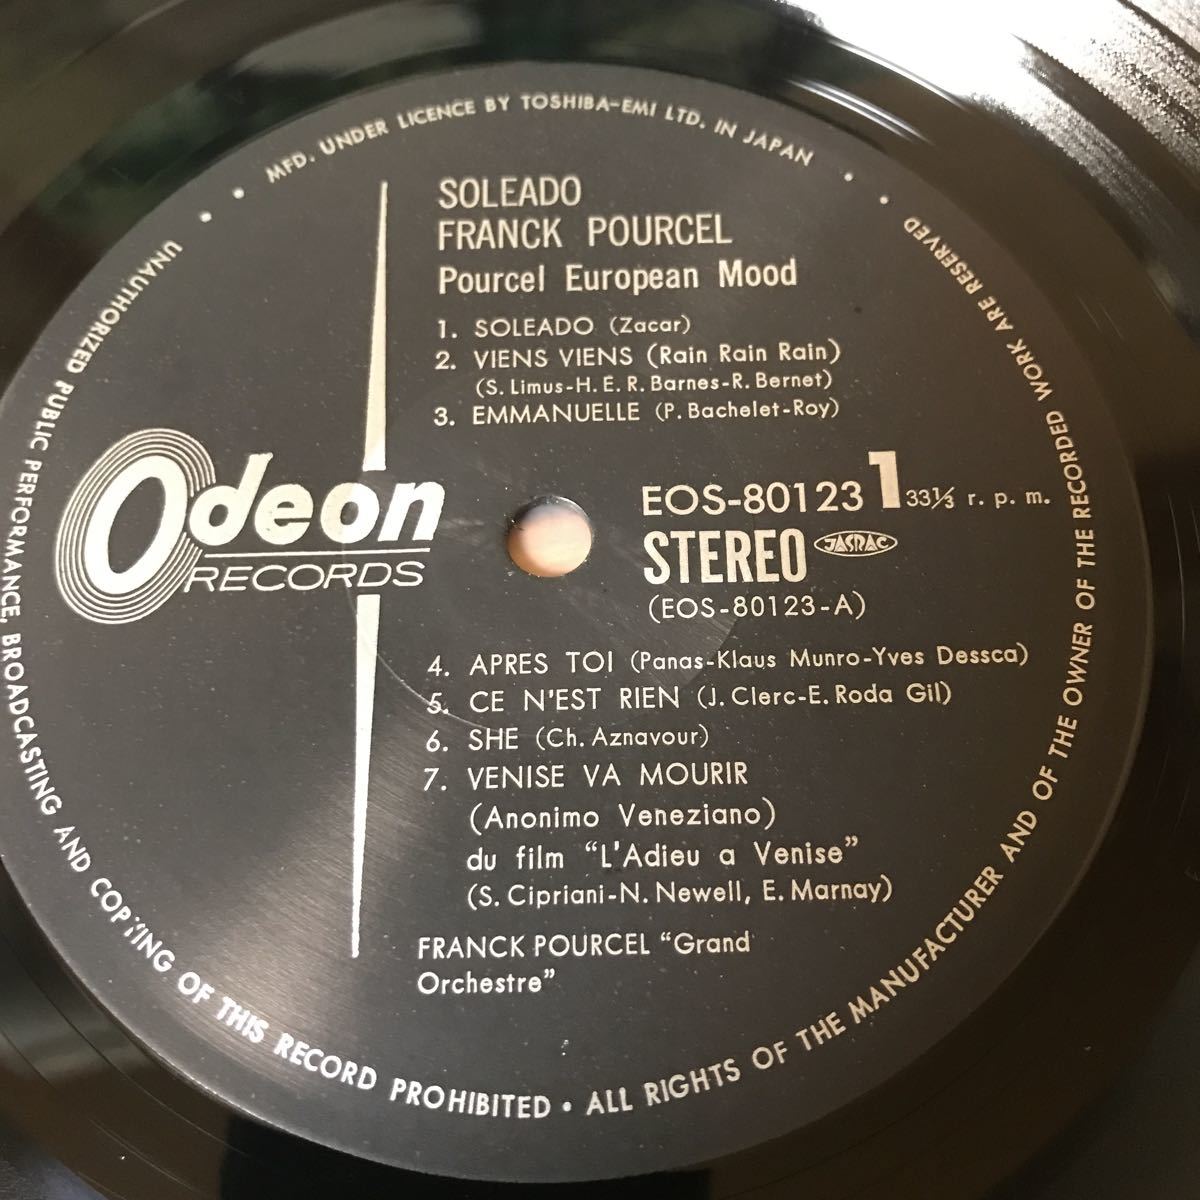 MFD. UNDER LICENCE BY TOSHIBA-EMI LTD. IN JAPAN
SOLEADO
FRANCK POURCEL
Pourcel European Mood
1. SOLEADO (Zacar)
2. VIENS VIENS (Rain Rain Rain)
(S. Limus-H. E. R. Barnes-R. Bernet)
3. EMMANUELLE (P. Bachelet-Roy)
Odeon
RECORDS
EOS-80123 1 33⅓ r. p. m.
STEREO JASRAC
(EOS-80123-A)
4. APRES TOI (Panas-Klaus Munro-Yves Dessca)
5. CE N'EST RIEN (J. Clerc-E. Roda Gil)
6. SHE (Ch. Aznavour)
7. VENISE VA MOURIR
(Anonimo Veneziano)
du film “L'Adieu a Venise”
(S. Cipriani-N. Newell, E. Marnay)
FRANCK POURCEL “Grand
Orchestre”
UNAUTHORIZED PUBLIC PERFORMANCE, BROADCASTING AND COPYING OF THIS RECORD PROHIBITED • ALL RIGHTS OF THE MANUFACTURER AND OF THE OWNER OF THE RECORDED WORK ARE RESERVED